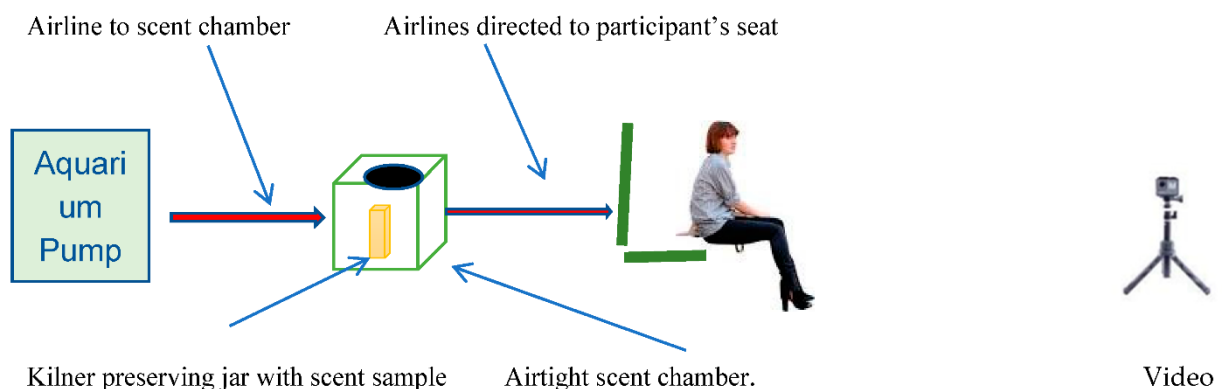 Airline to scent chamber
Airlines directed to participant's seat
Aquari
um
Pump
Kilner preserving jar with scent sample
Airtight scent chamber.
Video